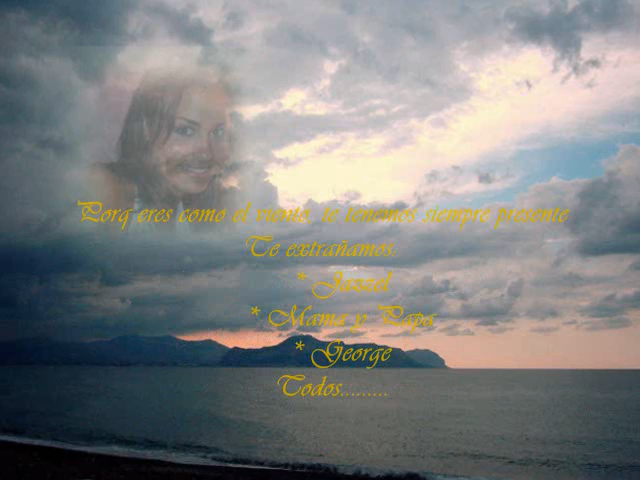 Porq eres como el viento, te tenemos siempre presente
Te extrañamos:
* Jazzel
* Mama y Papa
* George
Todos.........